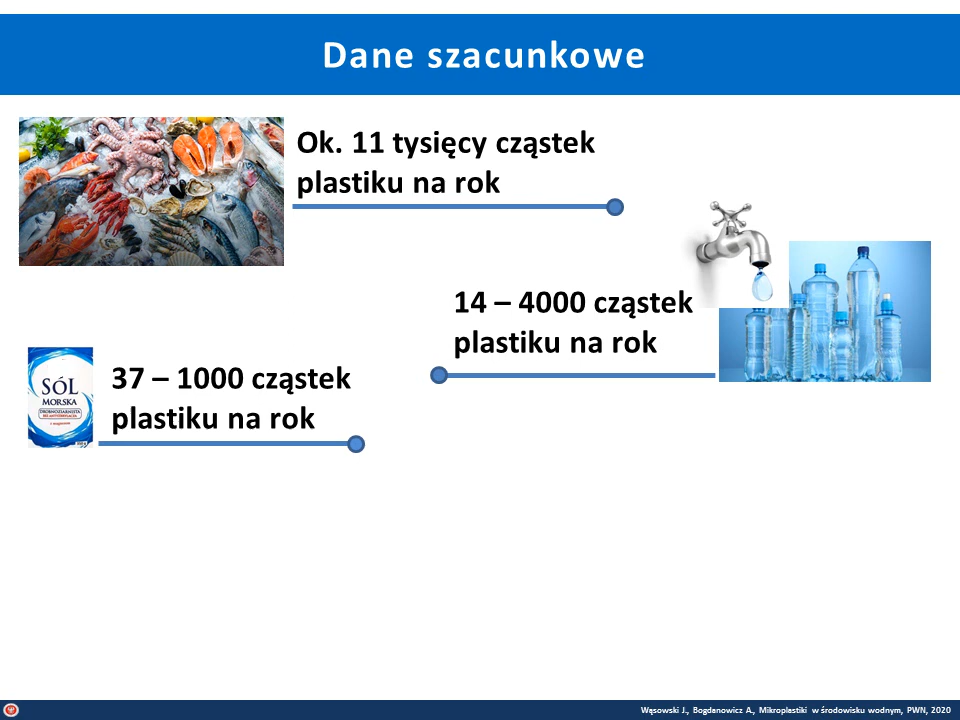 Dane szacunkowe
Ok. 11 tysięcy cząstek
plastiku na rok
14 – 4000 cząstek
plastiku na rok
SÓL
MORSKA
DROBNOZIARNISTA
37 – 1000 cząstek
plastiku na rok
Wąsowski J., Bogdanowicz A., Mikroplastiki w środowisku wodnym, PWN, 2020